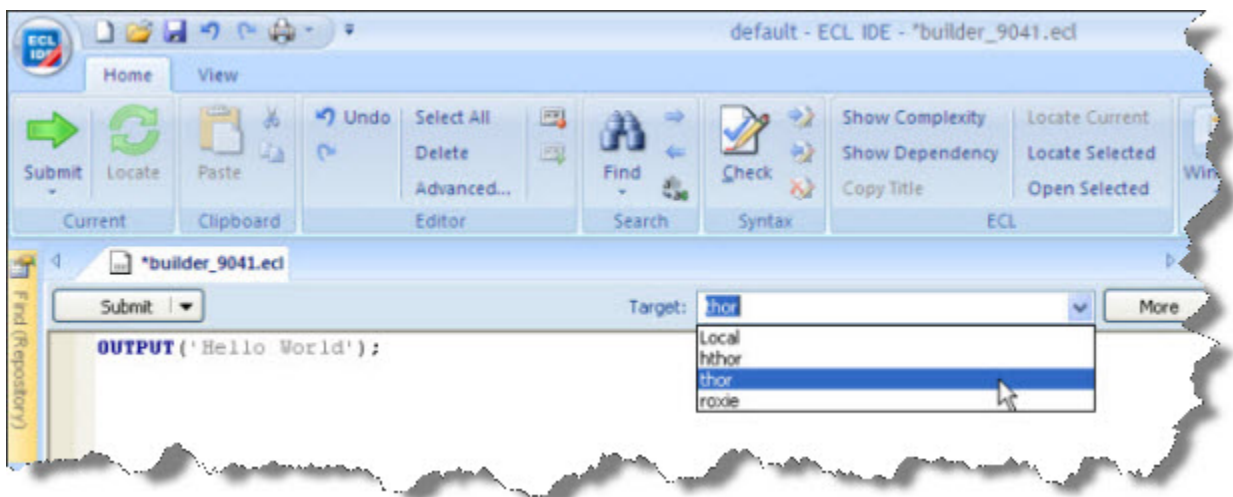 default - ECL IDE - *builder_9041.ecl
ECL
IDE
Home View
Submit Locate Paste Undo Select All Delete Advanced... Find Check Show Complexity Show Dependency Copy Title Locate Current Locate Selected Open Selected
Current Clipboard Editor Search Syntax ECL
*builder_9041.ecl
Submit Target: thor More
Find (Repository)
OUTPUT('Hello World');
Local
hthor
thor
roxie